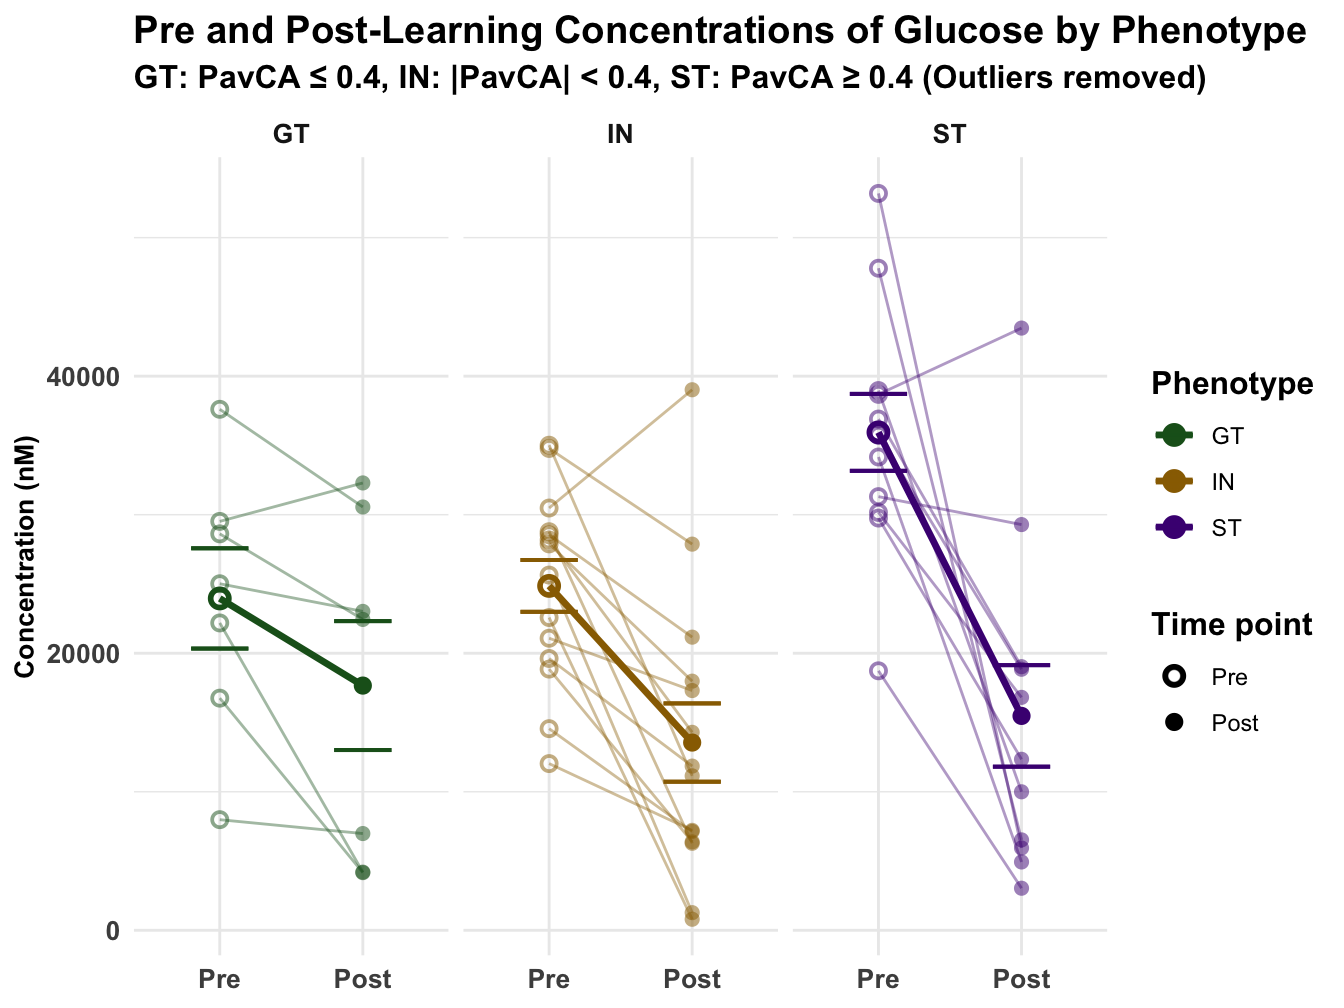 Pre and Post-Learning Concentrations of Glucose by Phenotype
GT: PavCA ≤ 0.4, IN: |PavCA| < 0.4, ST: PavCA ≥ 0.4 (Outliers removed)
GT
IN
ST
Concentration (nM)
40000
20000
0
Pre
Post
Pre
Post
Pre
Post
Phenotype
GT
IN
ST
Time point
Pre
Post